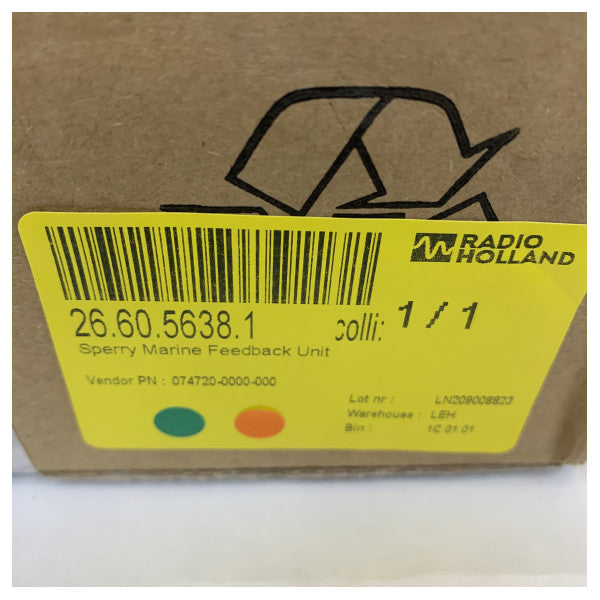 RADIO
HOLLAND
26.60.5638.1
colli: 1 / 1
Sperry Marine Feedback Unit
Vendor PN : 074720-0000-000
Lot nr : LN209008823
Warehouse : LEH
Bin : 1C 01 01